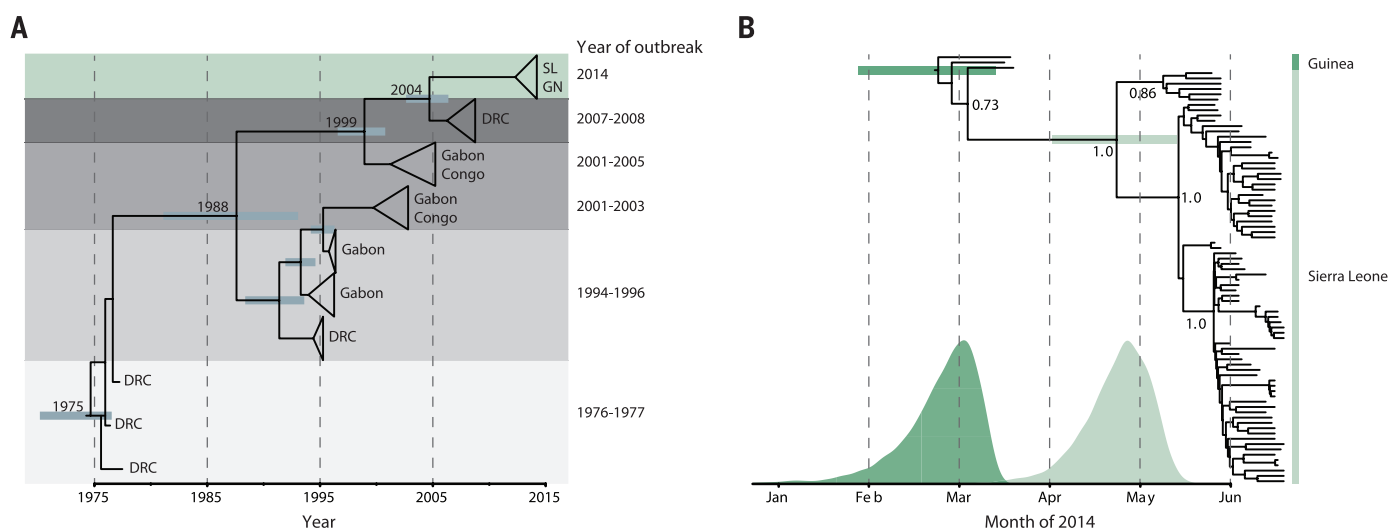 A
Year of outbreak
SL
GN
2014
2004
DRC
2007-2008
1999
Gabon
Congo
2001-2005
Gabon
Congo
2001-2003
1988
Gabon
Gabon
1994-1996
DRC
DRC
1975
DRC
1976-1977
DRC
1975 1985 1995 2005 2015
Year
B
Guinea
0.86
0.73
1.0
1.0
Sierra Leone
1.0
Jan Feb Mar Apr May Jun
Month of 2014